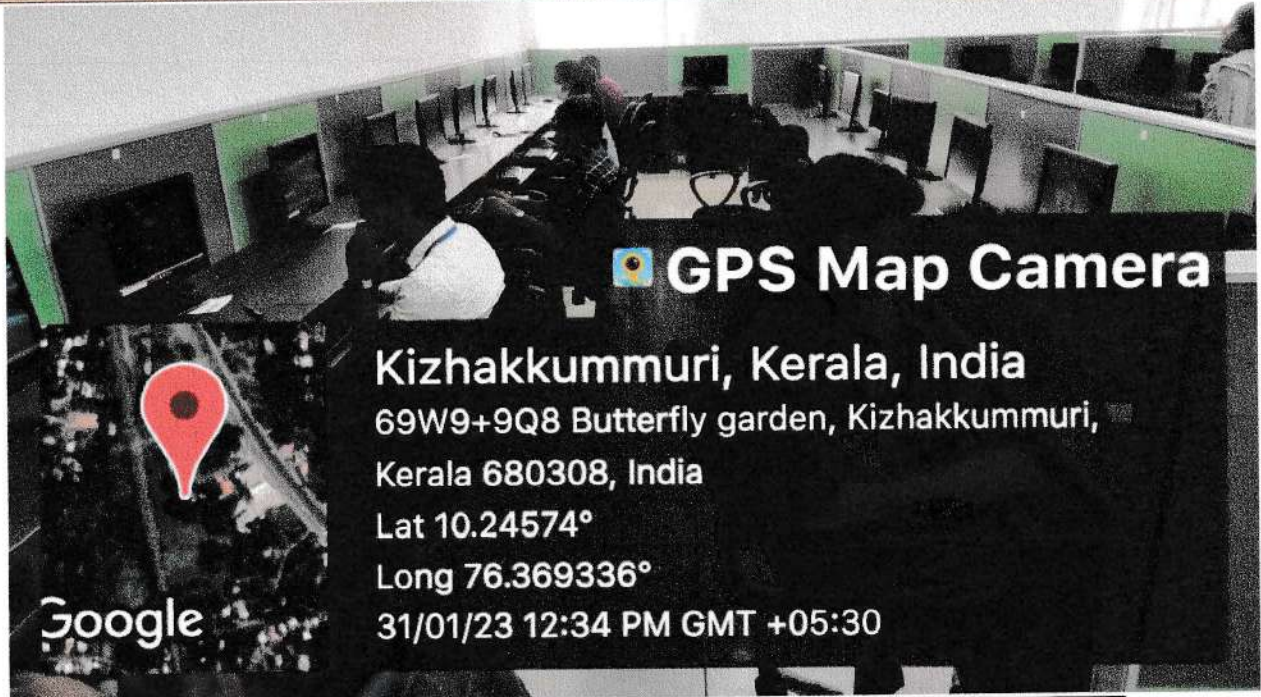 GPS Map Camera
Kizhakkummuri, Kerala, India
69W9+9Q8 Butterfly garden, Kizhakkummuri,
Kerala 680308, India
Lat 10.24574°
Long 76.369336°
31/01/23 12:34 PM GMT +05:30
Google